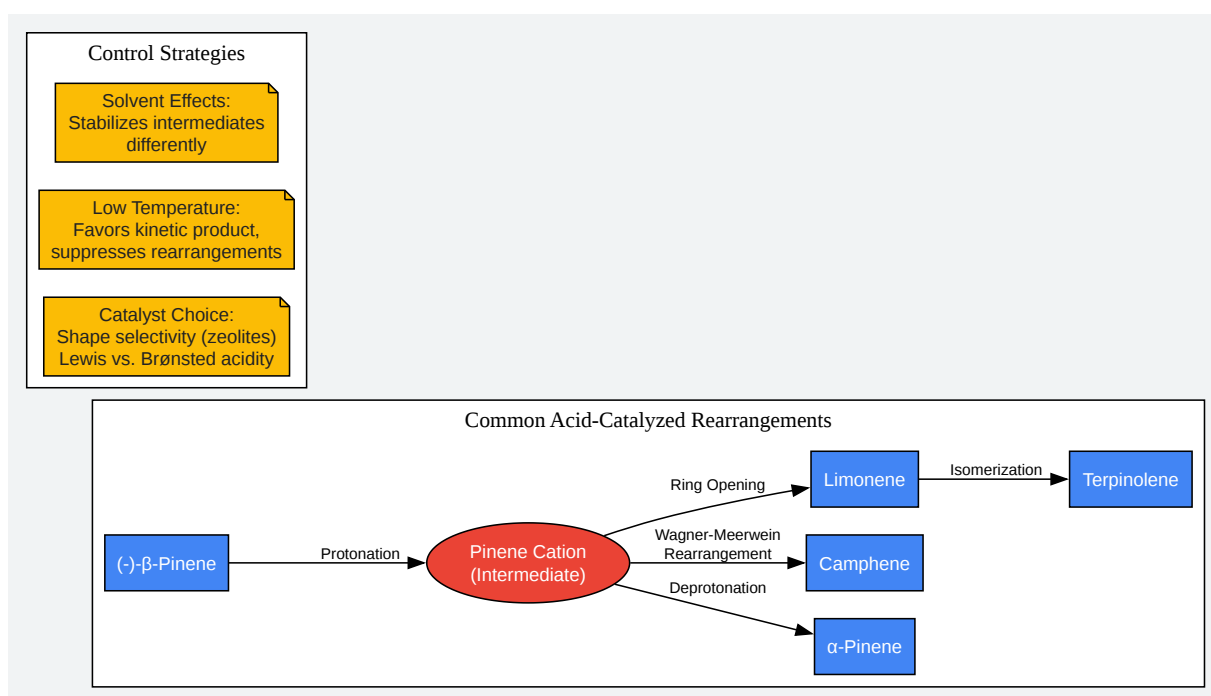 Control Strategies
Solvent Effects:
Stabilizes intermediates
differently
Low Temperature:
Favors kinetic product,
suppresses rearrangements
Catalyst Choice:
Shape selectivity (zeolites)
Lewis vs. Brønsted acidity
Common Acid-Catalyzed Rearrangements
(-)-β-Pinene
Protonation
Pinene Cation
(Intermediate)
Ring Opening
Limonene
Isomerization
Terpinolene
Wagner-Meerwein
Rearrangement
Camphene
Deprotonation
α-Pinene